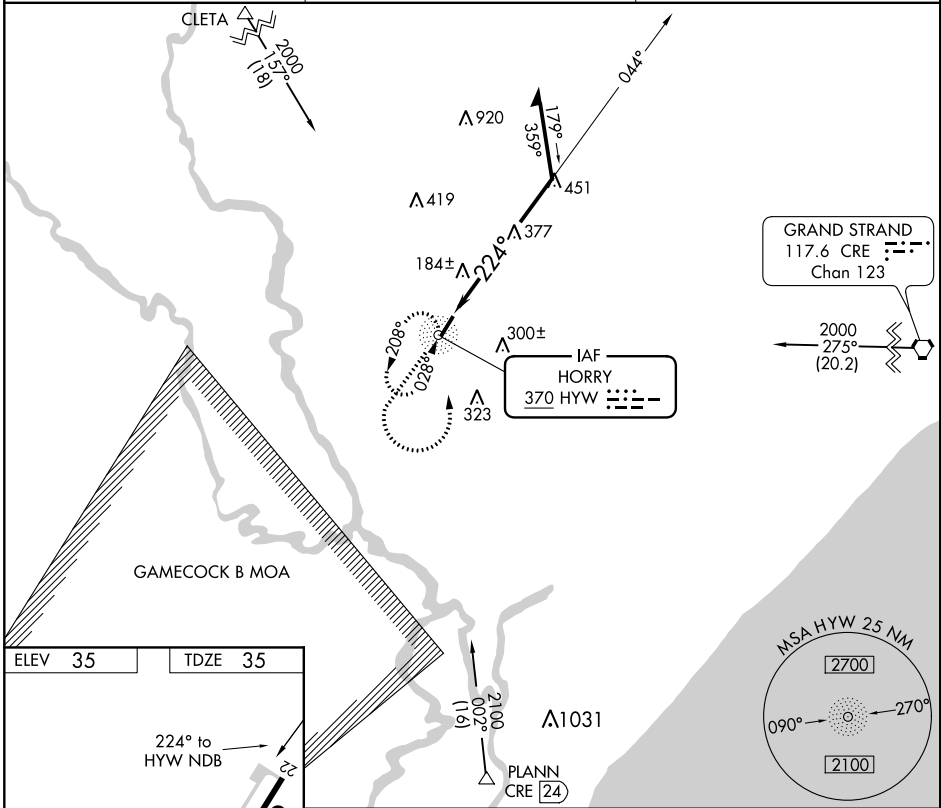 CLETA
2000
157°
(18)
044°
920
179°
359°
451
419
377
184±
224°
GRAND STRAND
117.6 CRE
Chan 123
2000
275°
(20.2)
208°
028°
300±
IAF
HORRY
370 HYW
323
GAMECOCK B MOA
MSA HYW 25 NM
2700
090°
270°
2100
ELEV 35
TDZE 35
2100
002°
(16)
1031
224° to
HYW NDB
22
PLANN
CRE 24